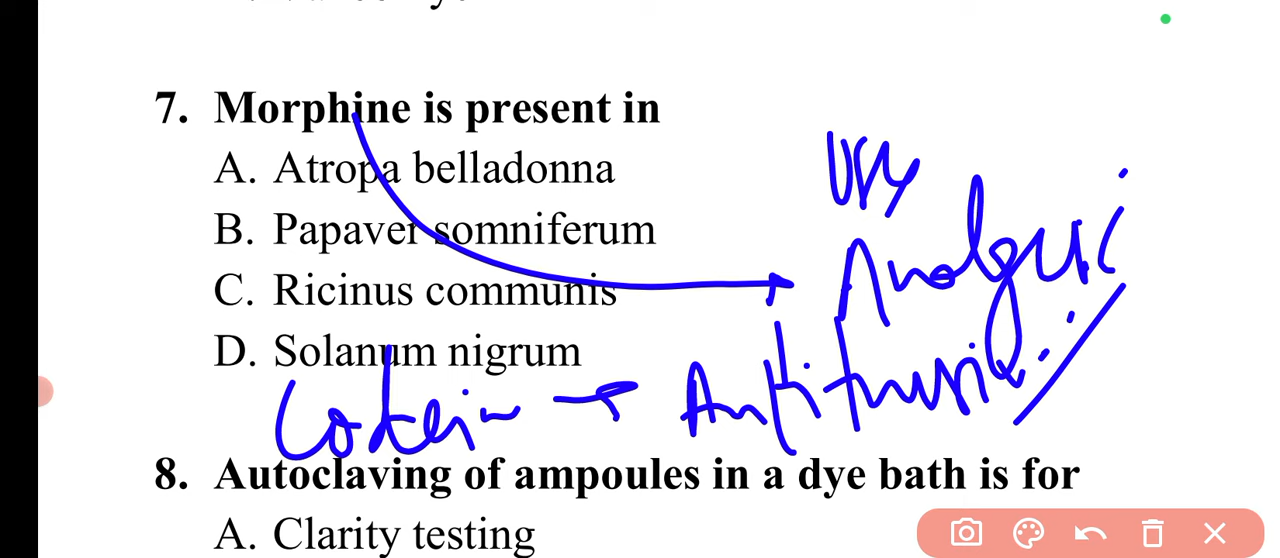 7. Morphine is present in
A. Atropa belladonna
B. Papaver somniferum
C. Ricinus communis
D. Solanum nigrum
Analgesic
→ Antitussive
8. Autoclaving of ampoules in a dye bath is for
A. Clarity testing